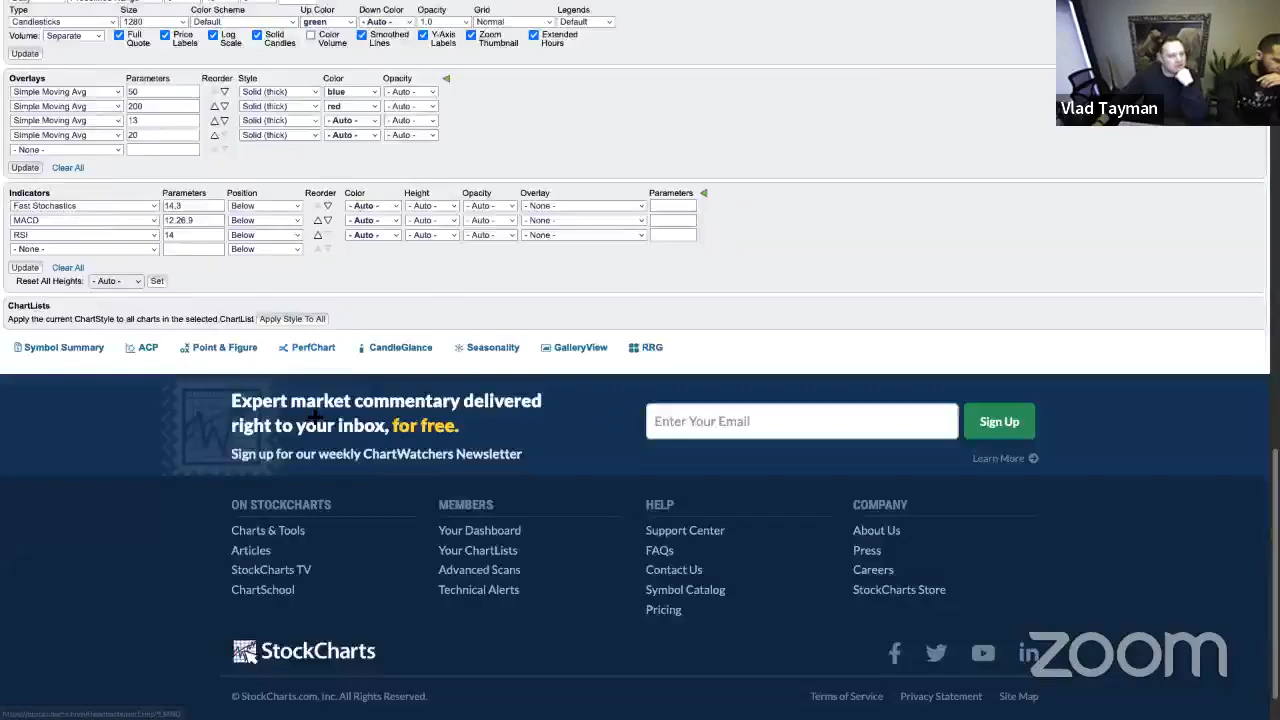 Type Size Color Scheme Up Color Down Color Opacity Grid Legends
Candlesticks 1280 Default green - Auto - 1.0 Normal Default
Volume: Separate Full Quote Price Labels Log Scale Solid Candles Color Volume Smoothed Lines Y-Axis Labels Zoom Thumbnail Extended Hours
Update
Overlays Parameters Reorder Style Color Opacity
Simple Moving Avg 50 Solid (thick) blue - Auto -
Simple Moving Avg 200 Solid (thick) red - Auto -
Simple Moving Avg 13 Solid (thick) - Auto - - Auto -
Simple Moving Avg 20 Solid (thick) - Auto - - Auto -
- None -
Update Clear All
Indicators Parameters Position Reorder Color Height Opacity Overlay Parameters
Fast Stochastics 14,3 Below - Auto - - Auto - - Auto - - None -
MACD 12,26,9 Below - Auto - - Auto - - Auto - - None -
RSI 14 Below - Auto - - Auto - - Auto - - None -
- None - Below
Update Clear All
Reset All Heights: - Auto - Set
ChartLists
Apply the current ChartStyle to all charts in the selected ChartList Apply Style To All
Symbol Summary ACP Point & Figure PerfChart CandleGlance Seasonality GalleryView RRG
Vlad Tayman
Expert market commentary delivered
right to your inbox, for free.
Sign up for our weekly ChartWatchers Newsletter
Enter Your Email Sign Up
Learn More
ON STOCKCHARTS MEMBERS HELP COMPANY
Charts & Tools Your Dashboard Support Center About Us
Articles Your ChartLists FAQs Press
StockCharts TV Advanced Scans Contact Us Careers
ChartSchool Technical Alerts Symbol Catalog StockCharts Store
Pricing
StockCharts
zoom
© StockCharts.com, Inc. All Rights Reserved. Terms of Service Privacy Statement Site Map